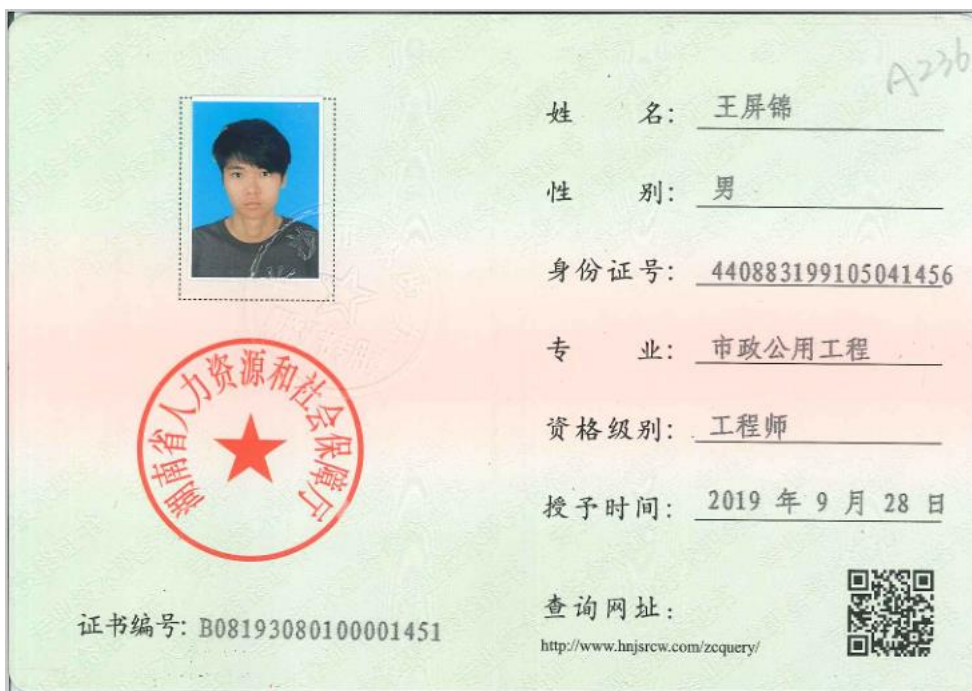 A236
姓 名: 王屏锦
性 别: 男
身份证号: 440883199105041456
专 业: 市政公用工程
资格级别: 工程师
授予时间: 2019 年 9 月 28 日
查询网址:
http://www.hnjsrcw.com/zcquery/
湖南省人力资源和社会保障厅
证书编号: B08193080100001451